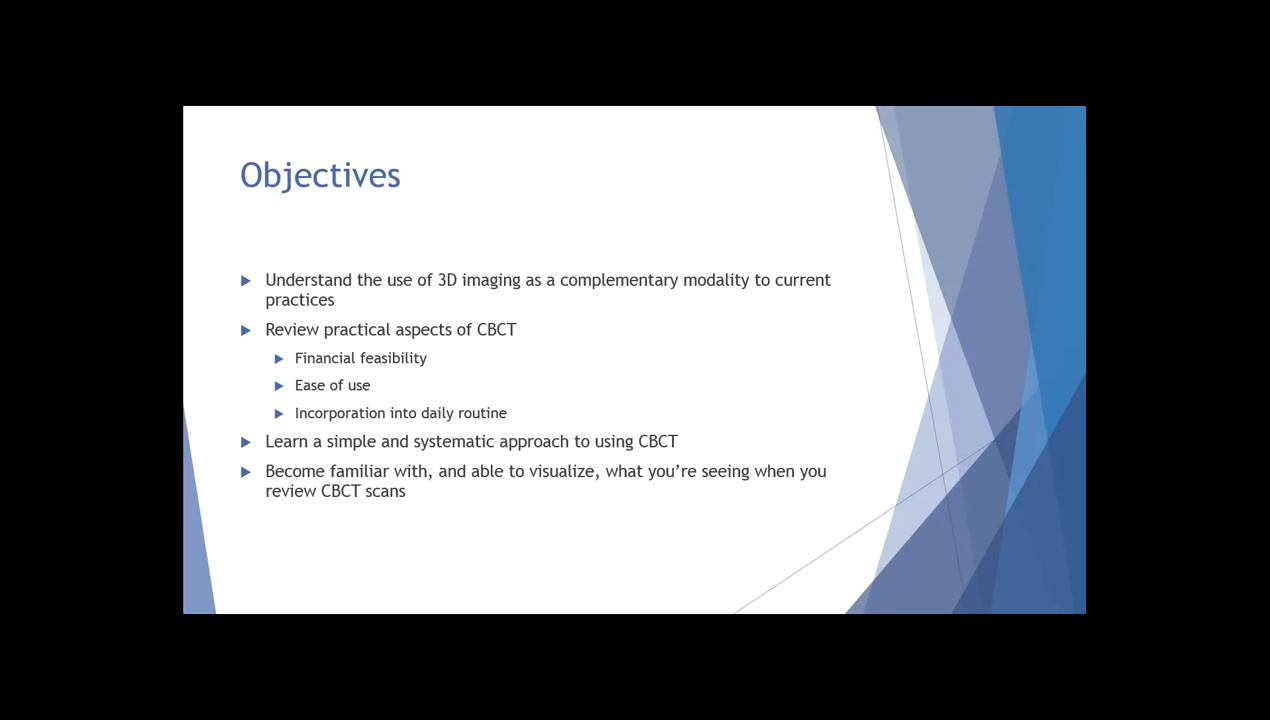 Objectives
Understand the use of 3D imaging as a complementary modality to current
practices
Review practical aspects of CBCT
Financial feasibility
Ease of use
Incorporation into daily routine
Learn a simple and systematic approach to using CBCT
Become familiar with, and able to visualize, what you’re seeing when you
review CBCT scans